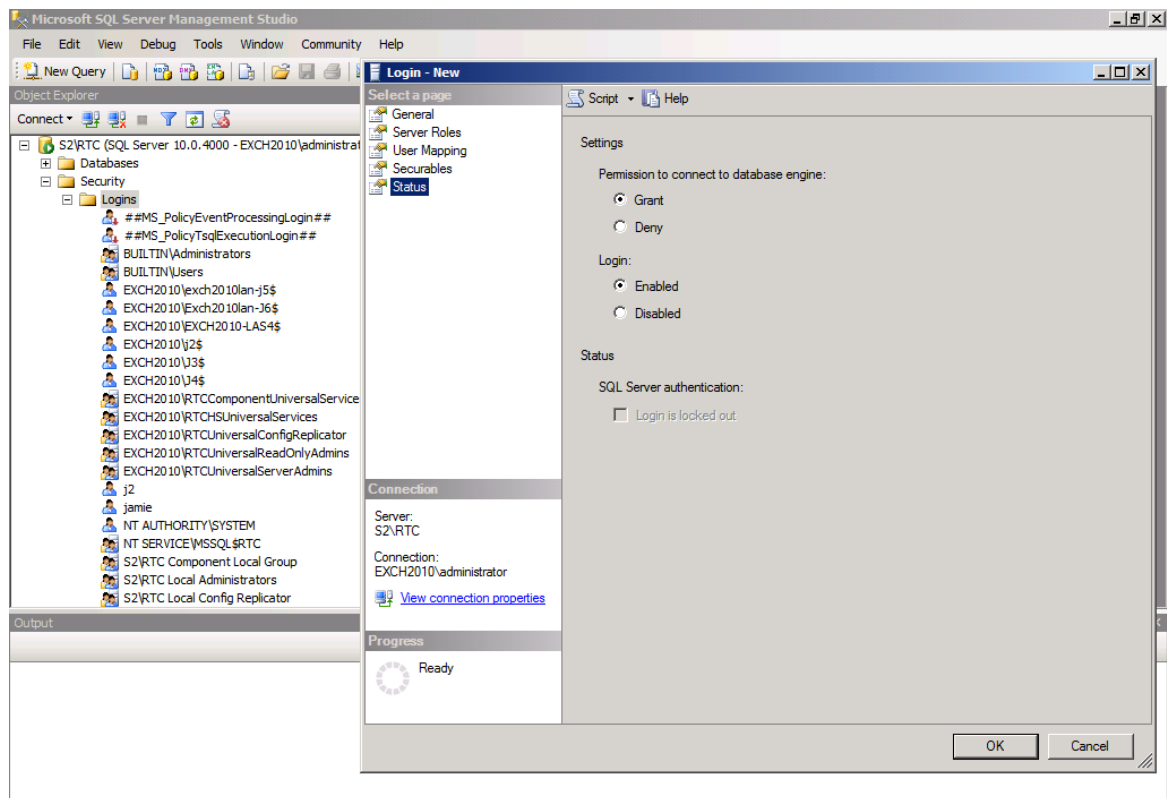 Microsoft SQL Server Management Studio
File Edit View Debug Tools Window Community Help
New Query
Object Explorer
Connect
S2\RTC (SQL Server 10.0.4000 - EXCH2010\administrat
Databases
Security
Logins
##MS_PolicyEventProcessingLogin##
##MS_PolicyTsqlExecutionLogin##
BUILTIN\Administrators
BUILTIN\Users
EXCH2010\exch2010lan-j5$
EXCH2010\Exch2010lan-J6$
EXCH2010\EXCH2010-LAS4$
EXCH2010\j2$
EXCH2010\J3$
EXCH2010\J4$
EXCH2010\RTCComponentUniversalService
EXCH2010\RTCHSUniversalServices
EXCH2010\RTCUniversalConfigReplicator
EXCH2010\RTCUniversalReadOnlyAdmins
EXCH2010\RTCUniversalServerAdmins
j2
jamie
NT AUTHORITY\SYSTEM
NT SERVICE\MSSQL$RTC
S2\RTC Component Local Group
S2\RTC Local Administrators
S2\RTC Local Config Replicator
Output
Login - New
Select a page
General
Server Roles
User Mapping
Securables
Status
Connection
Server:
S2\RTC
Connection:
EXCH2010\administrator
View connection properties
Progress
Ready
Script Help
Settings
Permission to connect to database engine:
Grant
Deny
Login:
Enabled
Disabled
Status
SQL Server authentication:
Login is locked out
OK Cancel